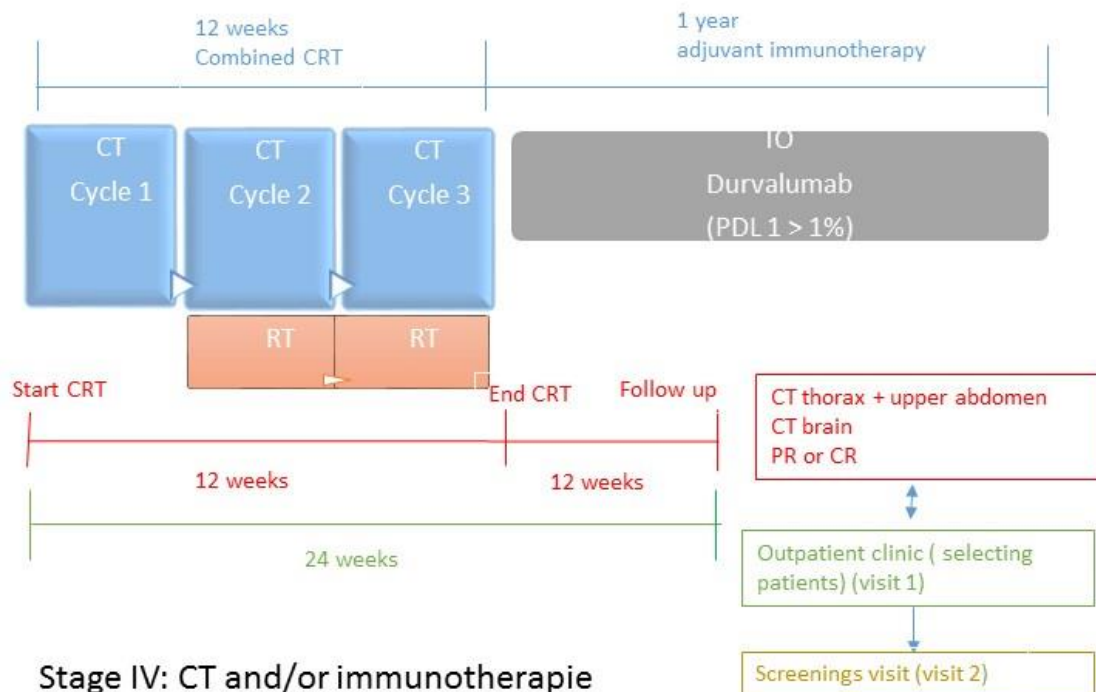 12 weeks
Combined CRT
1 year
adjuvant immunotherapy
CT
Cycle 1
CT
Cycle 2
CT
Cycle 3
IO
Durvalumab
(PDL 1 > 1%)
RT
RT
Start CRT
End CRT
Follow up
12 weeks
12 weeks
24 weeks
CT thorax + upper abdomen
CT brain
PR or CR
Outpatient clinic ( selecting
patients) (visit 1)
Screenings visit (visit 2)
Stage IV: CT and/or immunotherapie